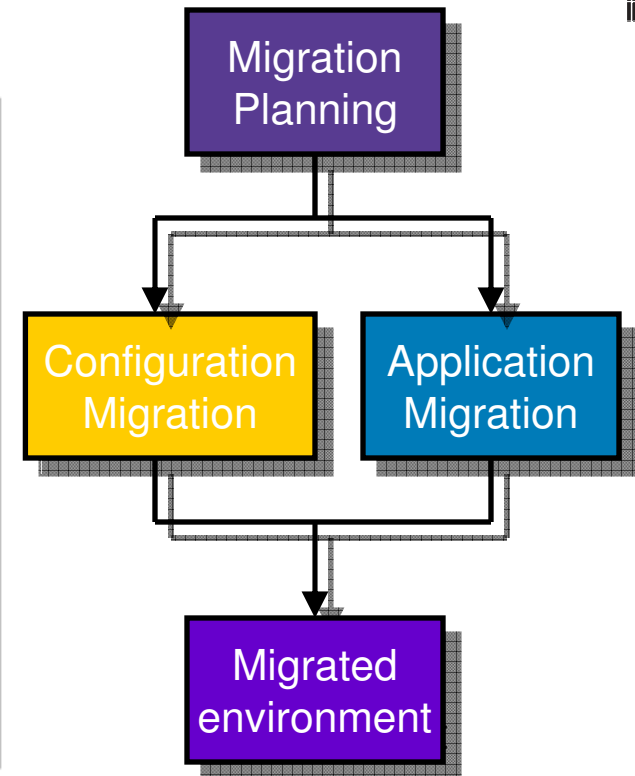 Migration
Planning
Configuration
Migration
Application
Migration
Migrated
environment